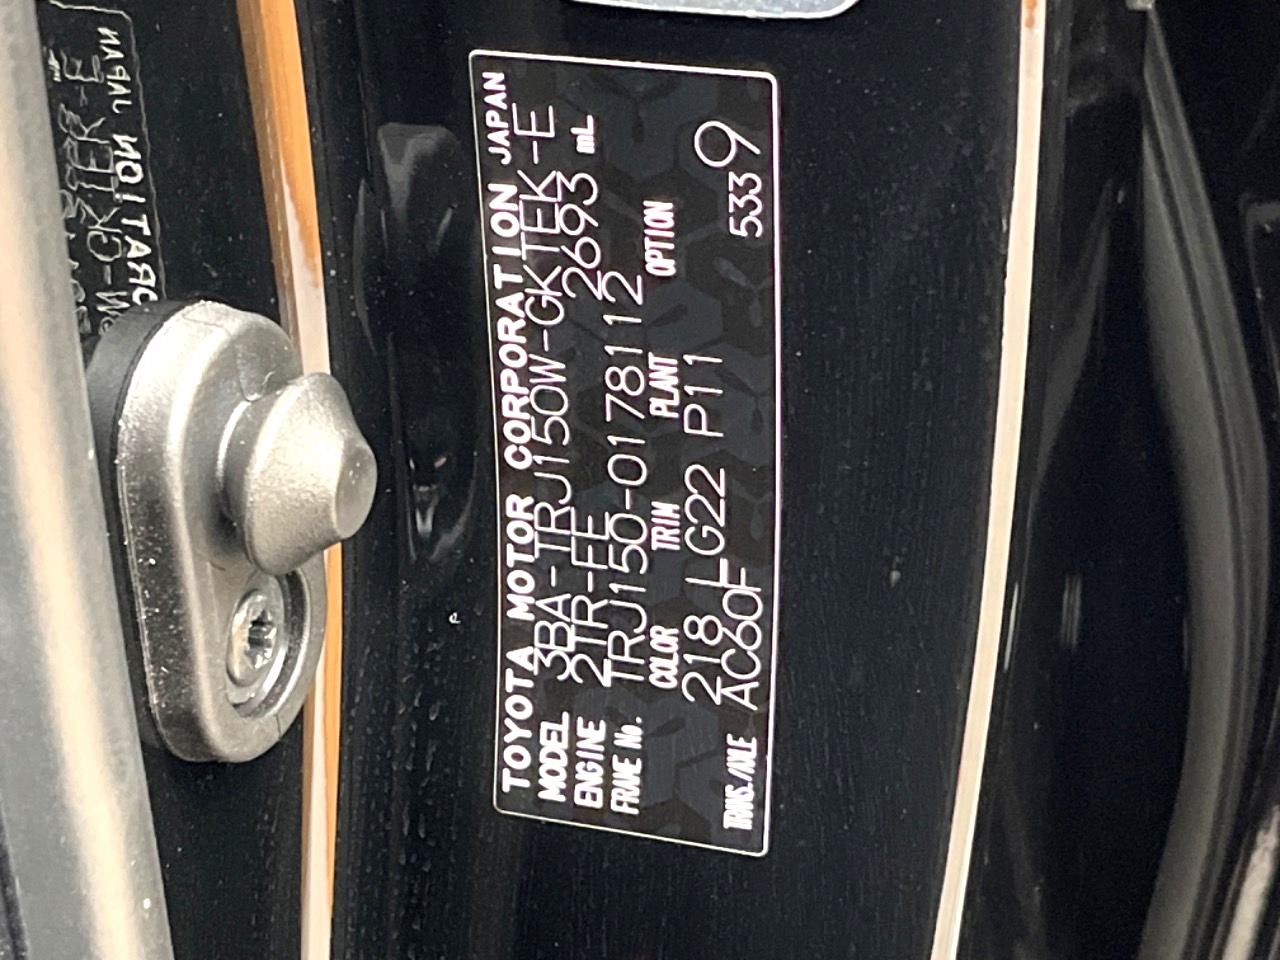 TOYOTA MOTOR CORPORATION JAPAN
MODEL 3BA-TRJ150W-GKTEK-E
ENGINE 2TR-FE 2693 mL
FRAME No. TRJ150-0178112
COLOR TRIM PLANT OPTION
218 LG22 P11
TRANS./AXLE AC60F 5339